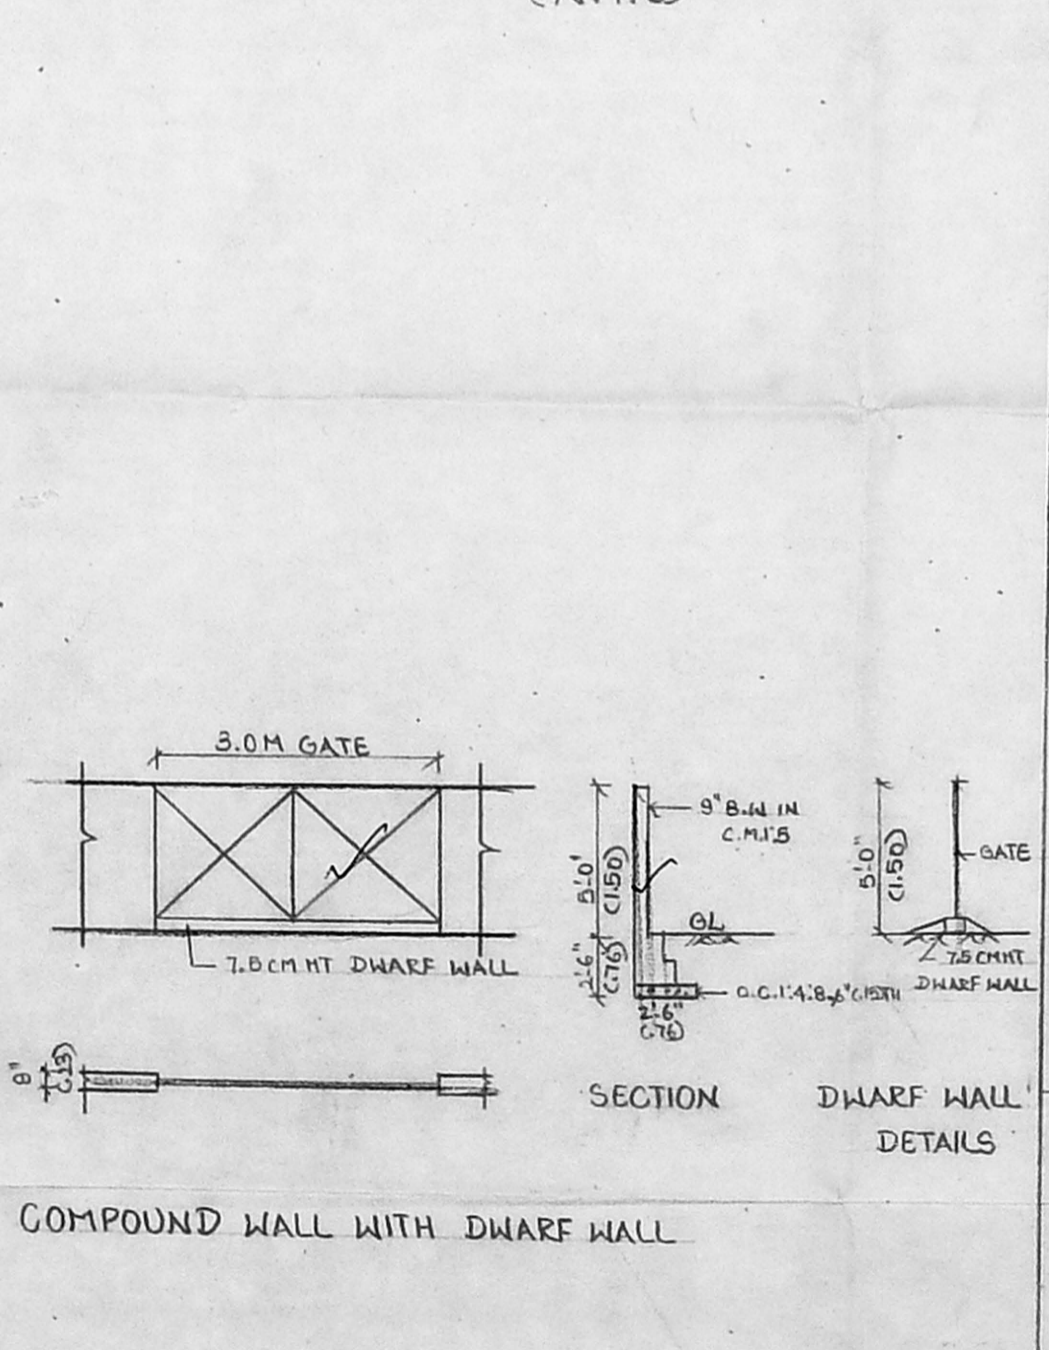 3.0M GATE
7.5CM HT DWARF WALL
9" B.W IN
C.M.1:5
5'-0"
(1.50)
GL
2'-6"
(.76)
2'-6"
(.76)
5'-0"
(1.50)
GATE
7.5 CM HT
DWARF WALL
9"
(.23)
SECTION
DWARF WALL
DETAILS
COMPOUND WALL WITH DWARF WALL